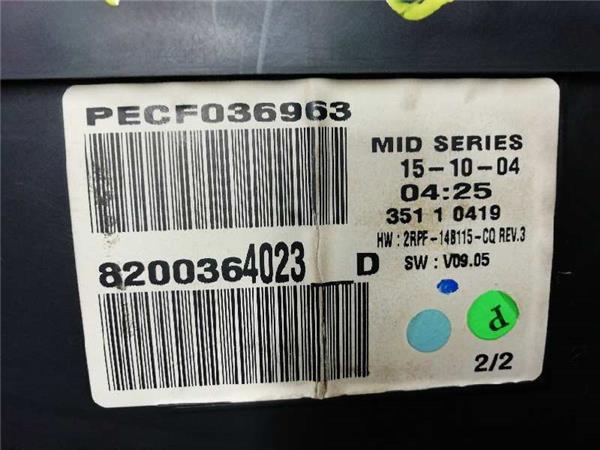 PECF036963
MID SERIES
15-10-04
04:25
351 1 0419
HW : 2RPF-14B115-CQ REV.3
8200364023__D
SW : V09.05
P
2/2